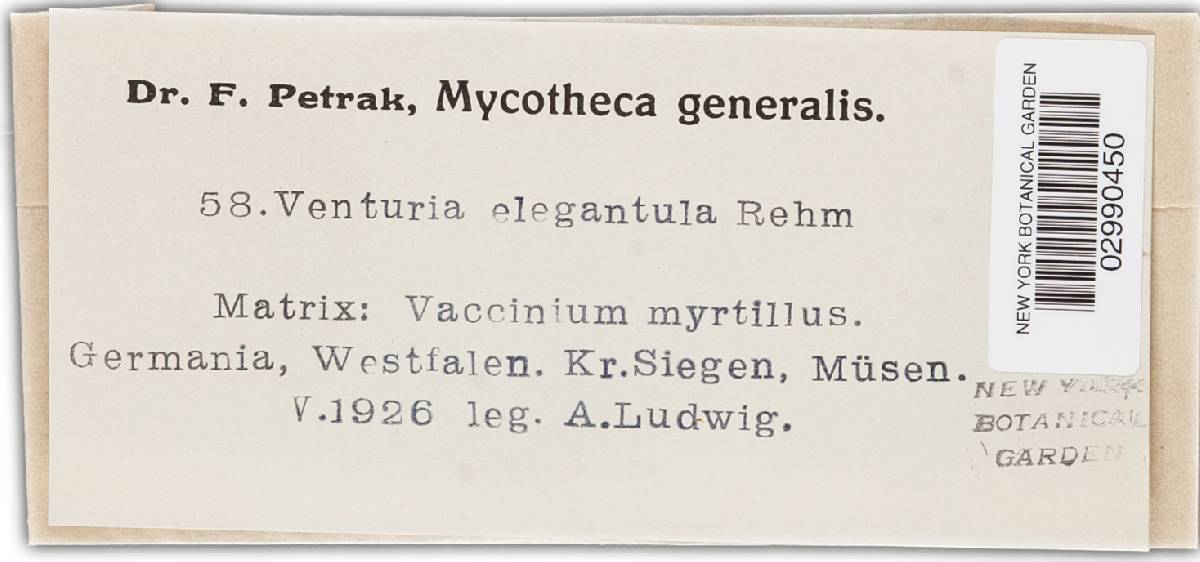 Dr. F. Petrak, Mycotheca generalis.
58. Venturia elegantula Rehm
Matrix: Vaccinium myrtillus.
Germania, Westfalen. Kr.Siegen, Müsen.
V.1926 leg. A.Ludwig.
NEW YORK BOTANICAL GARDEN
02990450
NEW YORK
BOTANICAL
GARDEN